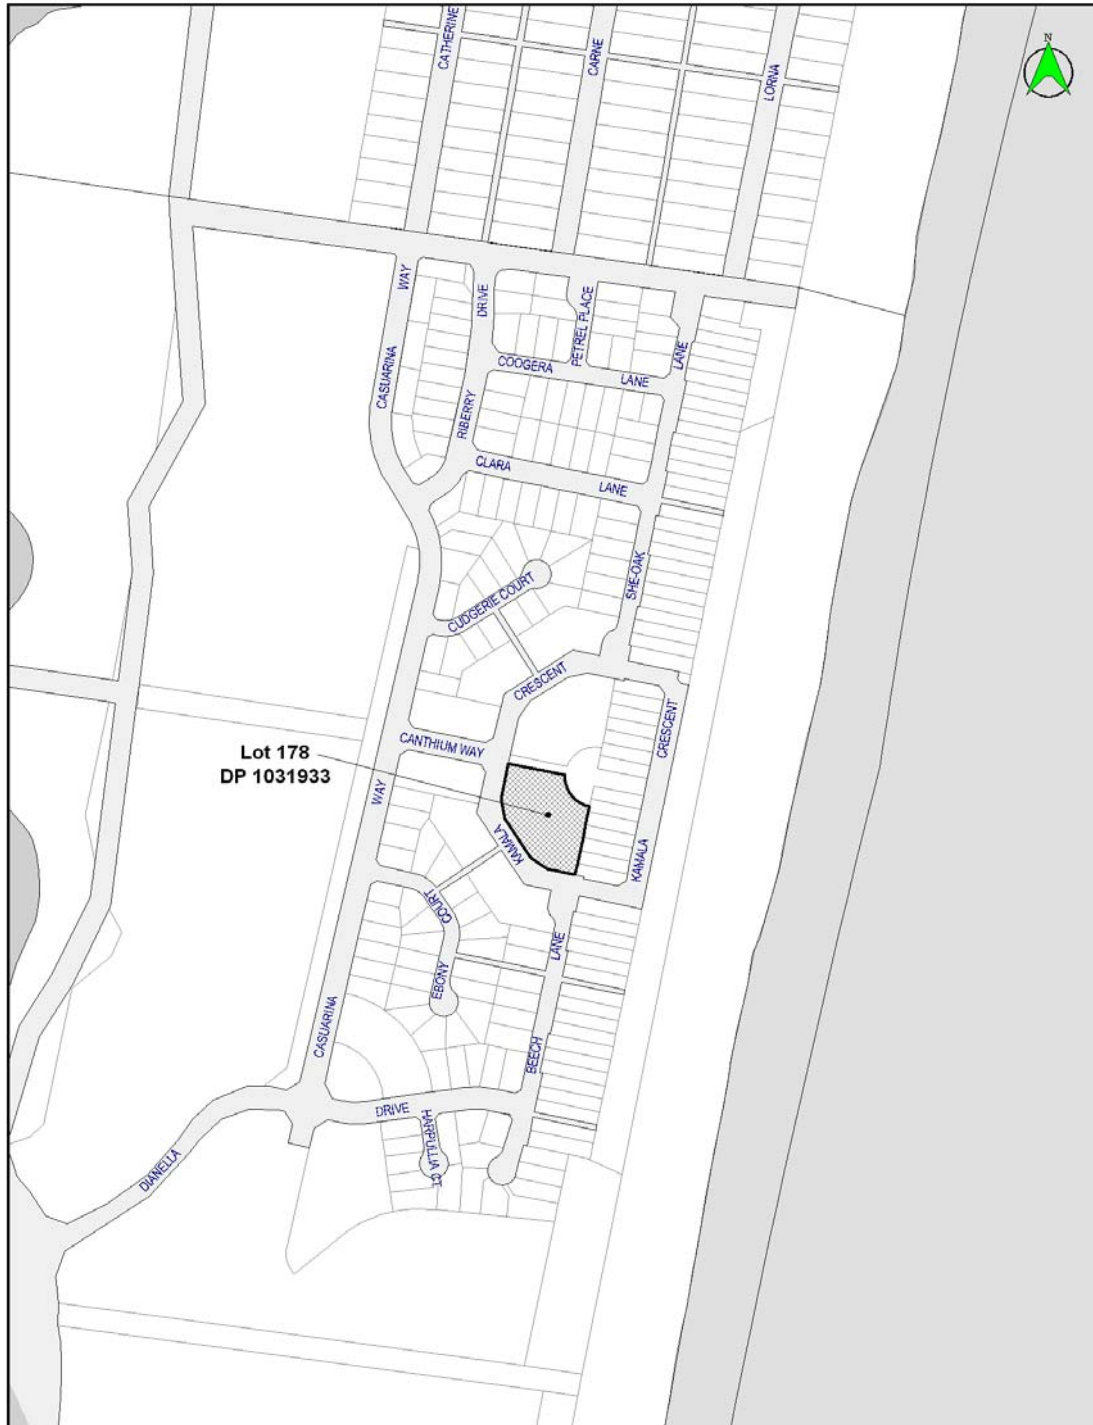 N
CATHERINE
CARNE
LORNA
WAY
DRIVE
PETREL PLACE
CASUARINA
COOGERA
LANE
LANE
RIBERRY
CLARA
LANE
SHE-OAK
CUDGERIE COURT
CRESCENT
CRESCENT
CANTHIUM WAY
Lot 178
DP 1031933
WAY
KAMALA
KAMALA
COURT
LANE
EBONY
CASUARINA
BEECH
DRIVE
HARPULLIA CT
DIANELLA